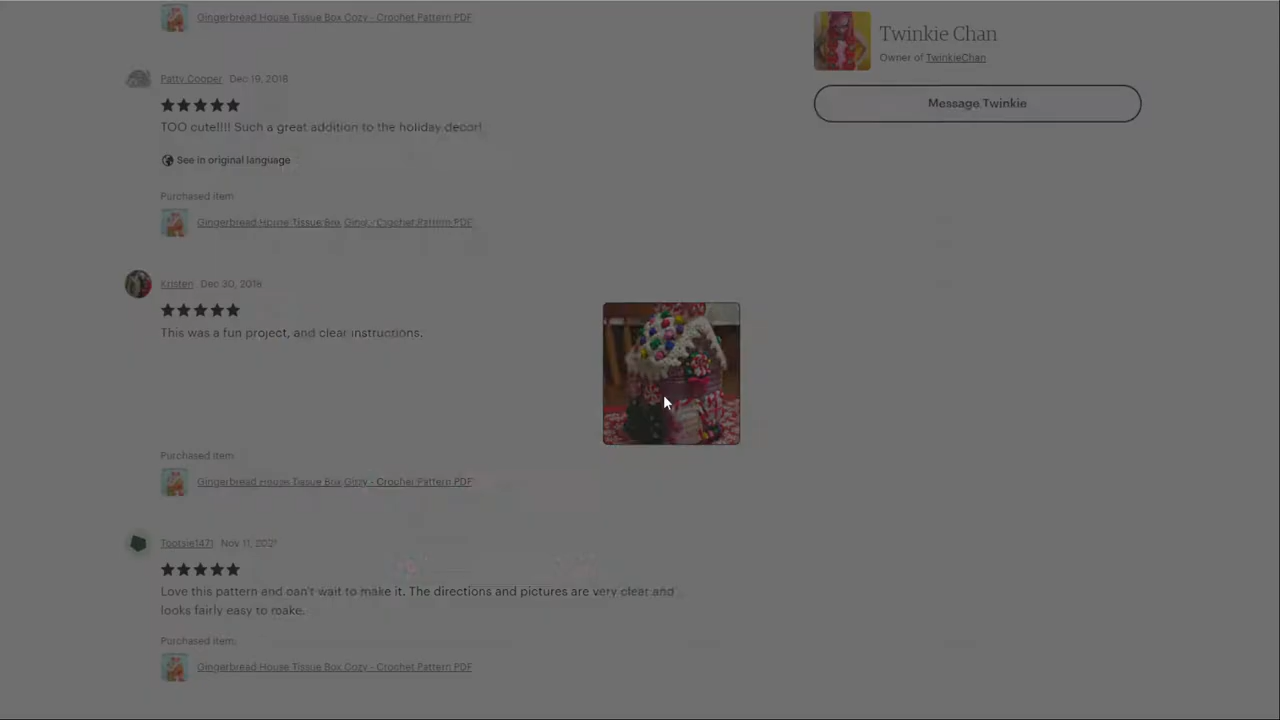 Gingerbread House Tissue Box Cozy - Crochet Pattern PDF
Twinkie Chan
Owner of TwinkieChan
Message Twinkie
Patty Cooper Dec 19, 2018
TOO cute!!!! Such a great addition to the holiday decor!
See in original language
Purchased item:
Gingerbread House Tissue Box Crochet Pattern PDF
Kristen Dec 30, 2018
This was a fun project, and clear instructions.
Purchased item:
Gingerbread House Tissue Box - Crochet Pattern PDF
Tootsie1471 Nov 11, 2021
Love this pattern and can't wait to make it. The directions and pictures are very clear and
looks fairly easy to make.
Purchased item:
Gingerbread House Tissue Box Cozy - Crochet Pattern PDF